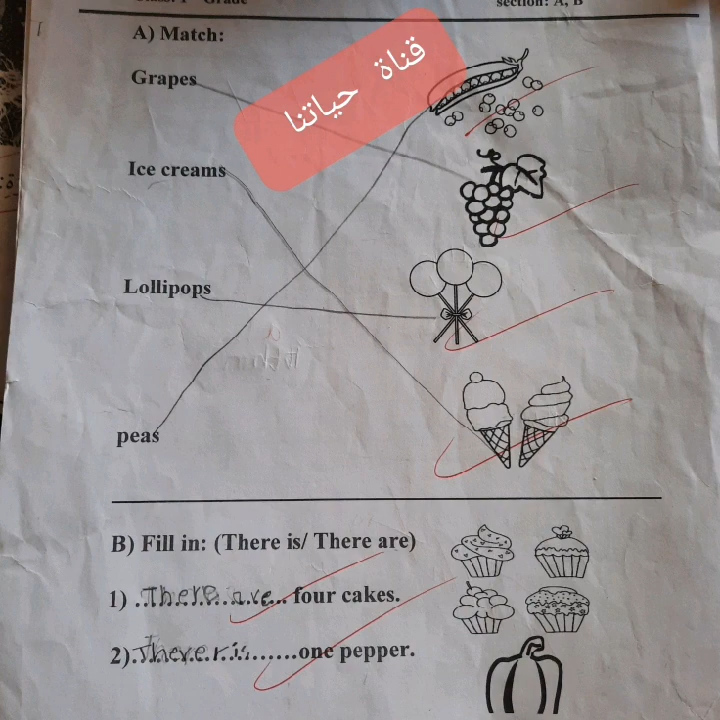 section: A, B
A) Match:
قناة حياتنا
Grapes
Ice creams
Lollipops
peas
B) Fill in: (There is/ There are)
1) ..There are... four cakes.
2)..There is......one pepper.